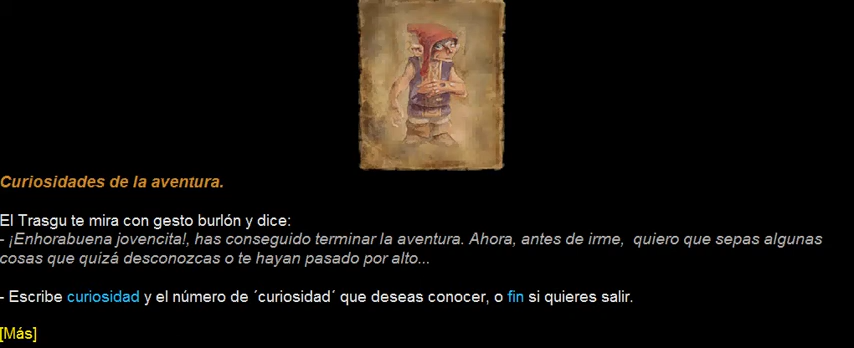 Curiosidades de la aventura.
El Trasgu te mira con gesto burlón y dice:
- ¡Enhorabuena jovencita!, has conseguido terminar la aventura. Ahora, antes de irme,  quiero que sepas algunas
cosas que quizá desconozcas o te hayan pasado por alto...
- Escribe curiosidad y el número de ´curiosidad´ que deseas conocer, o fin si quieres salir.
[Más]